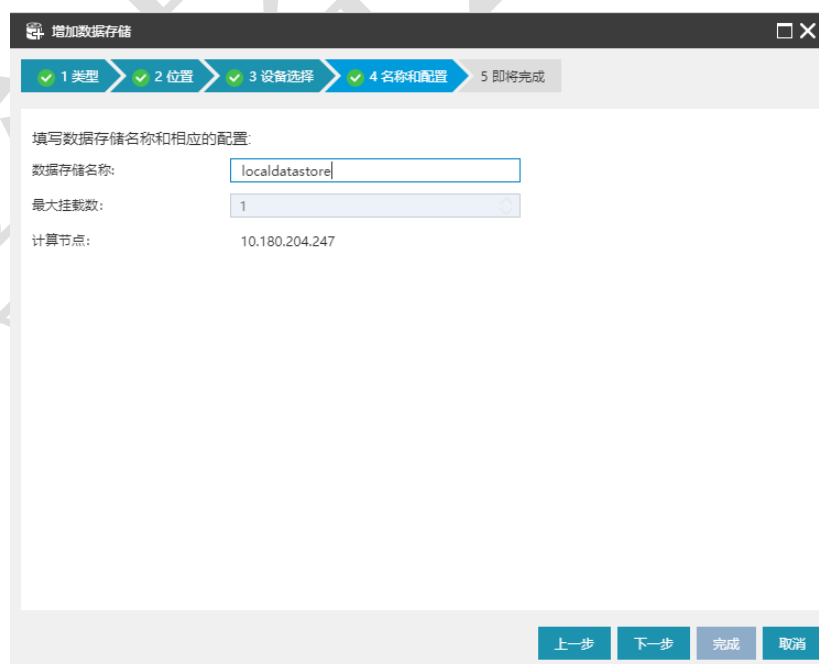 增加数据存储
1 类型 2 位置 3 设备选择 4 名称和配置 5 即将完成
填写数据存储名称和相应的配置:
数据存储名称: localdatastore
最大挂载数: 1
计算节点: 10.180.204.247
上一步 下一步 完成 取消